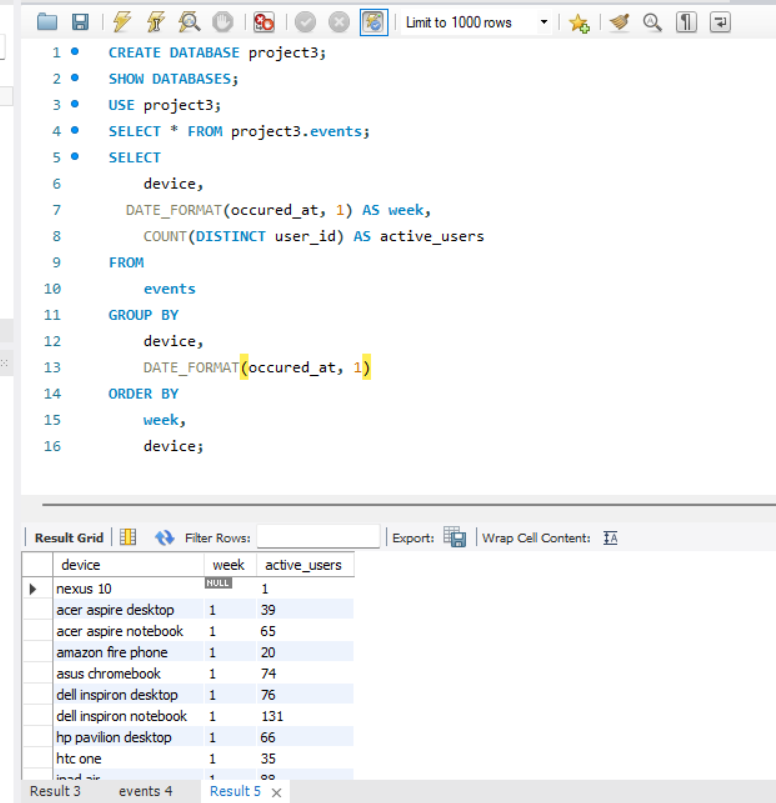 Limit to 1000 rows
1 CREATE DATABASE project3;
2 SHOW DATABASES;
3 USE project3;
4 SELECT * FROM project3.events;
5 SELECT
6 device,
7 DATE_FORMAT(occured_at, 1) AS week,
8 COUNT(DISTINCT user_id) AS active_users
9 FROM
10 events
11 GROUP BY
12 device,
13 DATE_FORMAT(occured_at, 1)
14 ORDER BY
15 week,
16 device;
Result Grid Filter Rows: Export: Wrap Cell Content: IA
device week active_users
nexus 10 NULL 1
acer aspire desktop 1 39
acer aspire notebook 1 65
amazon fire phone 1 20
asus chromebook 1 74
dell inspiron desktop 1 76
dell inspiron notebook 1 131
hp pavilion desktop 1 66
htc one 1 35
ipad air 1 88
Result 3 events 4 Result 5